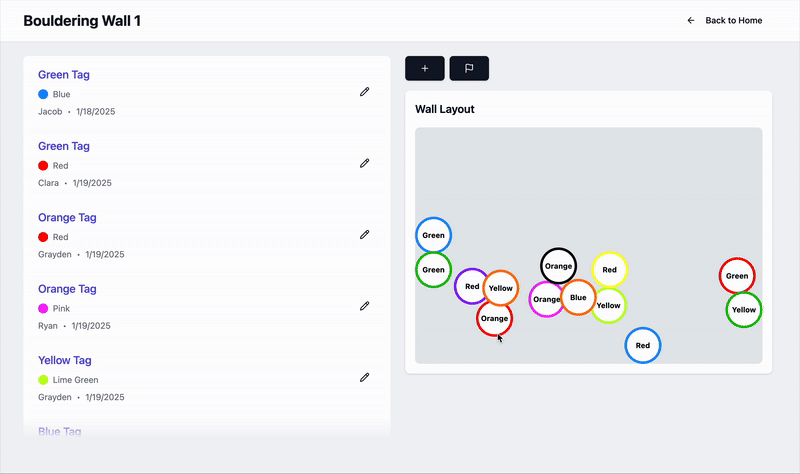 Bouldering Wall 1
Back to Home
Green Tag
Blue
Jacob • 1/18/2025
Green Tag
Red
Clara • 1/19/2025
Orange Tag
Red
Grayden • 1/19/2025
Orange Tag
Pink
Ryan • 1/19/2025
Yellow Tag
Lime Green
Grayden • 1/19/2025
Blue Tag
Wall Layout
Green
Green
Red
Yellow
Orange
Orange
Orange
Blue
Red
Yellow
Red
Green
Yellow